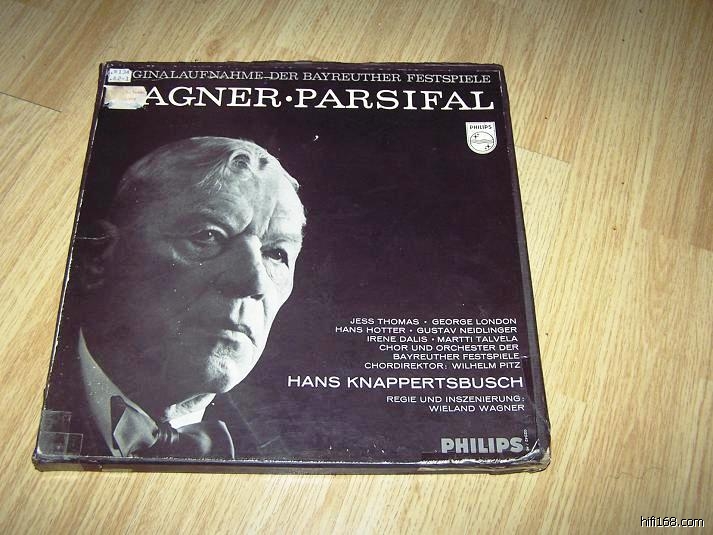 GINALAUFNAHME DER BAYREUTHER FESTSPIELE
WAGNER·PARSIFAL
PHILIPS
JESS THOMAS · GEORGE LONDON
HANS HOTTER · GUSTAV NEIDLINGER
IRENE DALIS · MARTTI TALVELA
CHOR UND ORCHESTER DER
BAYREUTHER FESTSPIELE
CHORDIREKTOR: WILHELM PITZ
HANS KNAPPERTSBUSCH
REGIE UND INSZENIERUNG:
WIELAND WAGNER
PHILIPS
hifi168.com